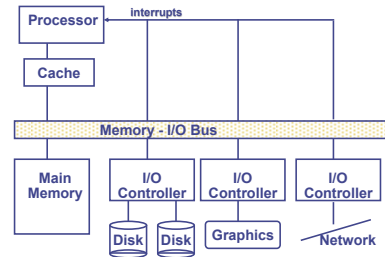 Processor
interrupts
Cache
Memory - I/O Bus
Main
Memory
I/O
Controller
I/O
Controller
I/O
Controller
Disk
Disk
Graphics
Network